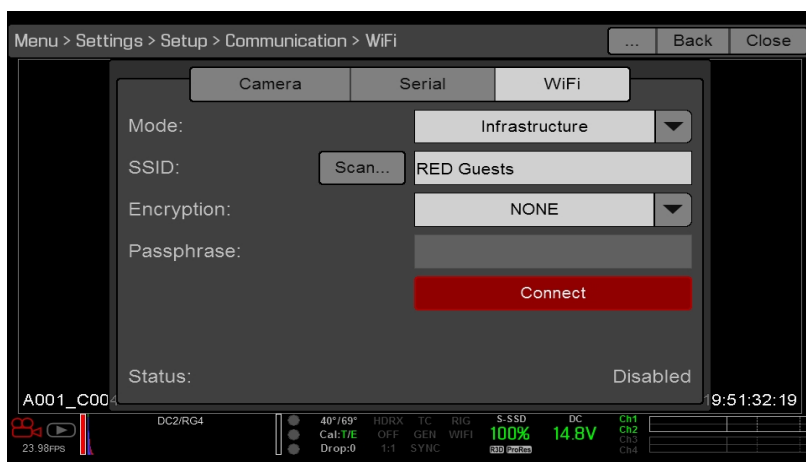 Menu > Settings > Setup > Communication > WiFi ... Back Close
Camera Serial WiFi
Mode: Infrastructure
SSID: Scan... RED Guests
Encryption: NONE
Passphrase:
Connect
Status: Disabled
A001_C00 9:51:32:19
DC2/RG4 40°/69° HDRX TC RIG S-SSD DC Ch1
Cal:T/E OFF GEN WIFI 100% 14.8V Ch2
23.98FPS Drop:0 1:1 SYNC R3D ProRes Ch3
Ch4